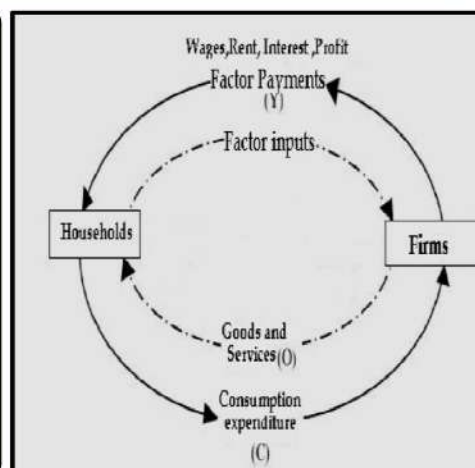 Wages,Rent, Interest ,Profit
Factor Payments
(Y)
Factor inputs
Households
Firms
Goods and
Services(O)
Consumption
expenditure
(C)